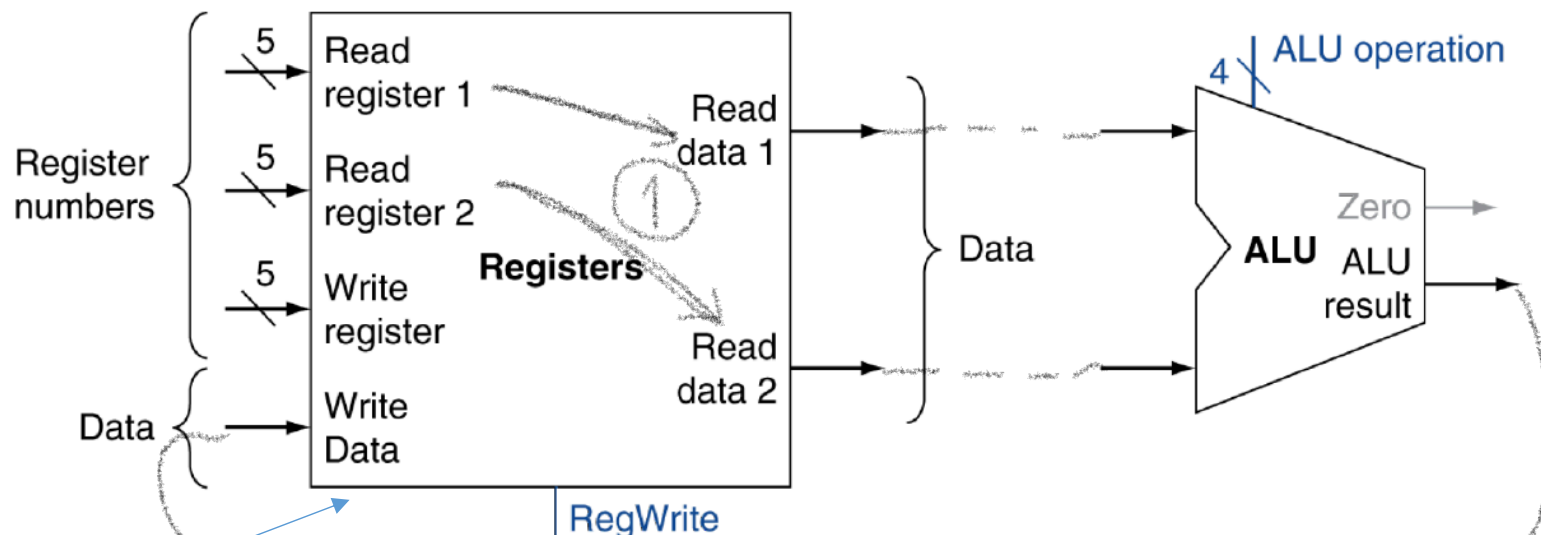 Register
numbers
5
Read
register 1
5
Read
register 2
5
Write
register
Data
Write
Data
Registers
1
Read
data 1
Read
data 2
RegWrite
Data
4
ALU operation
ALU
Zero
ALU
result